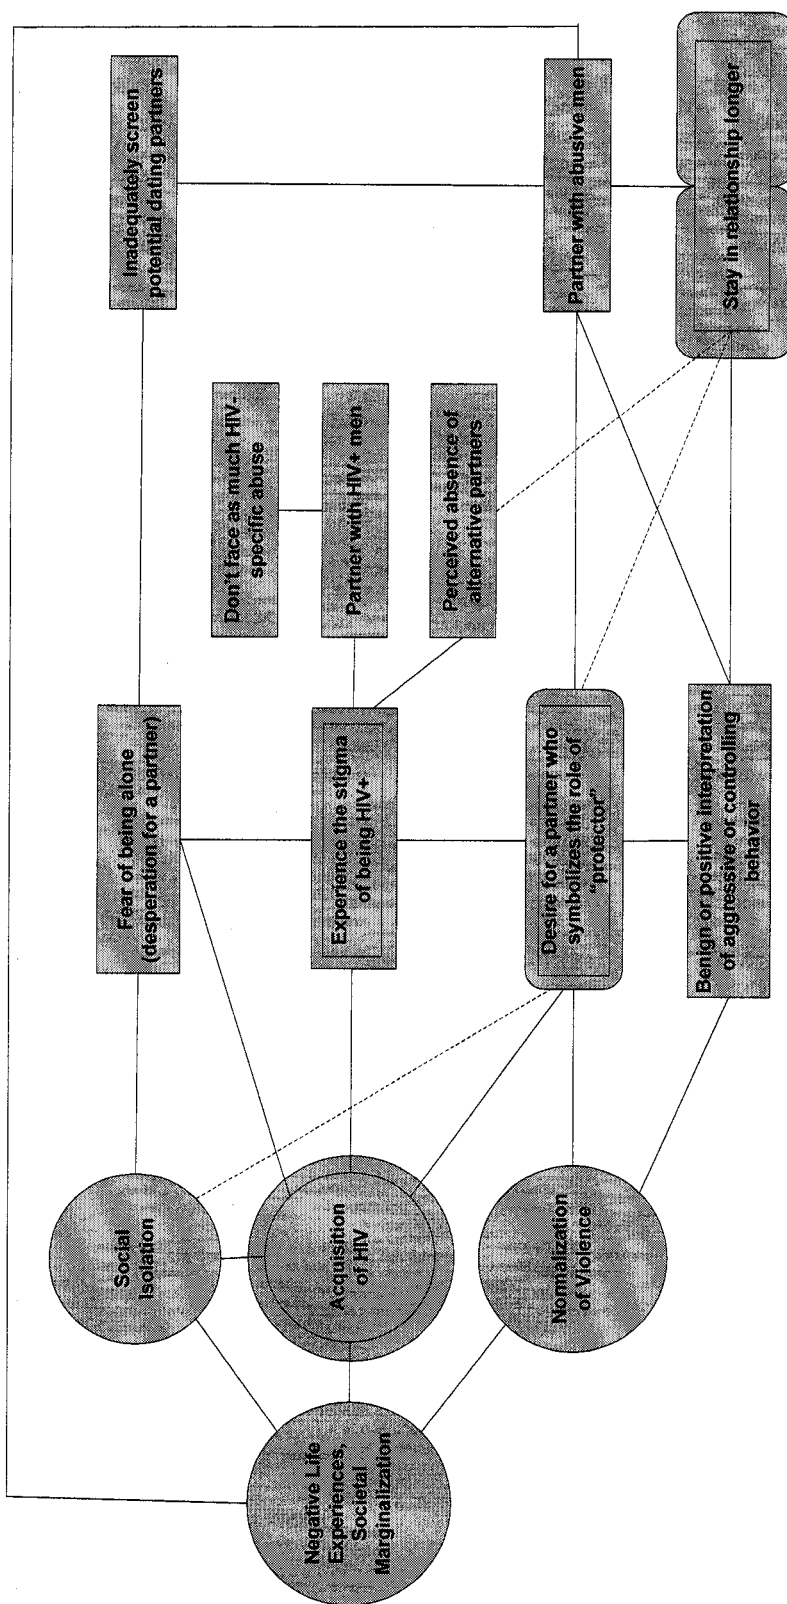 Negative Life
Experiences,
Societal
Marginalization
Social
Isolation
Acquisition
of HIV
Normalization
of Violence
Fear of being alone
(desperation for a partner)
Experience the stigma
of being HIV+
Desire for a partner who
symbolizes the role of
“protector”
Benign or positive interpretation
of aggressive or controlling
behavior
Don’t face as much HIV-
specific abuse
Partner with HIV+ men
Perceived absence of
alternative partners
Inadequately screen
potential dating partners
Partner with abusive men
Stay in relationship longer